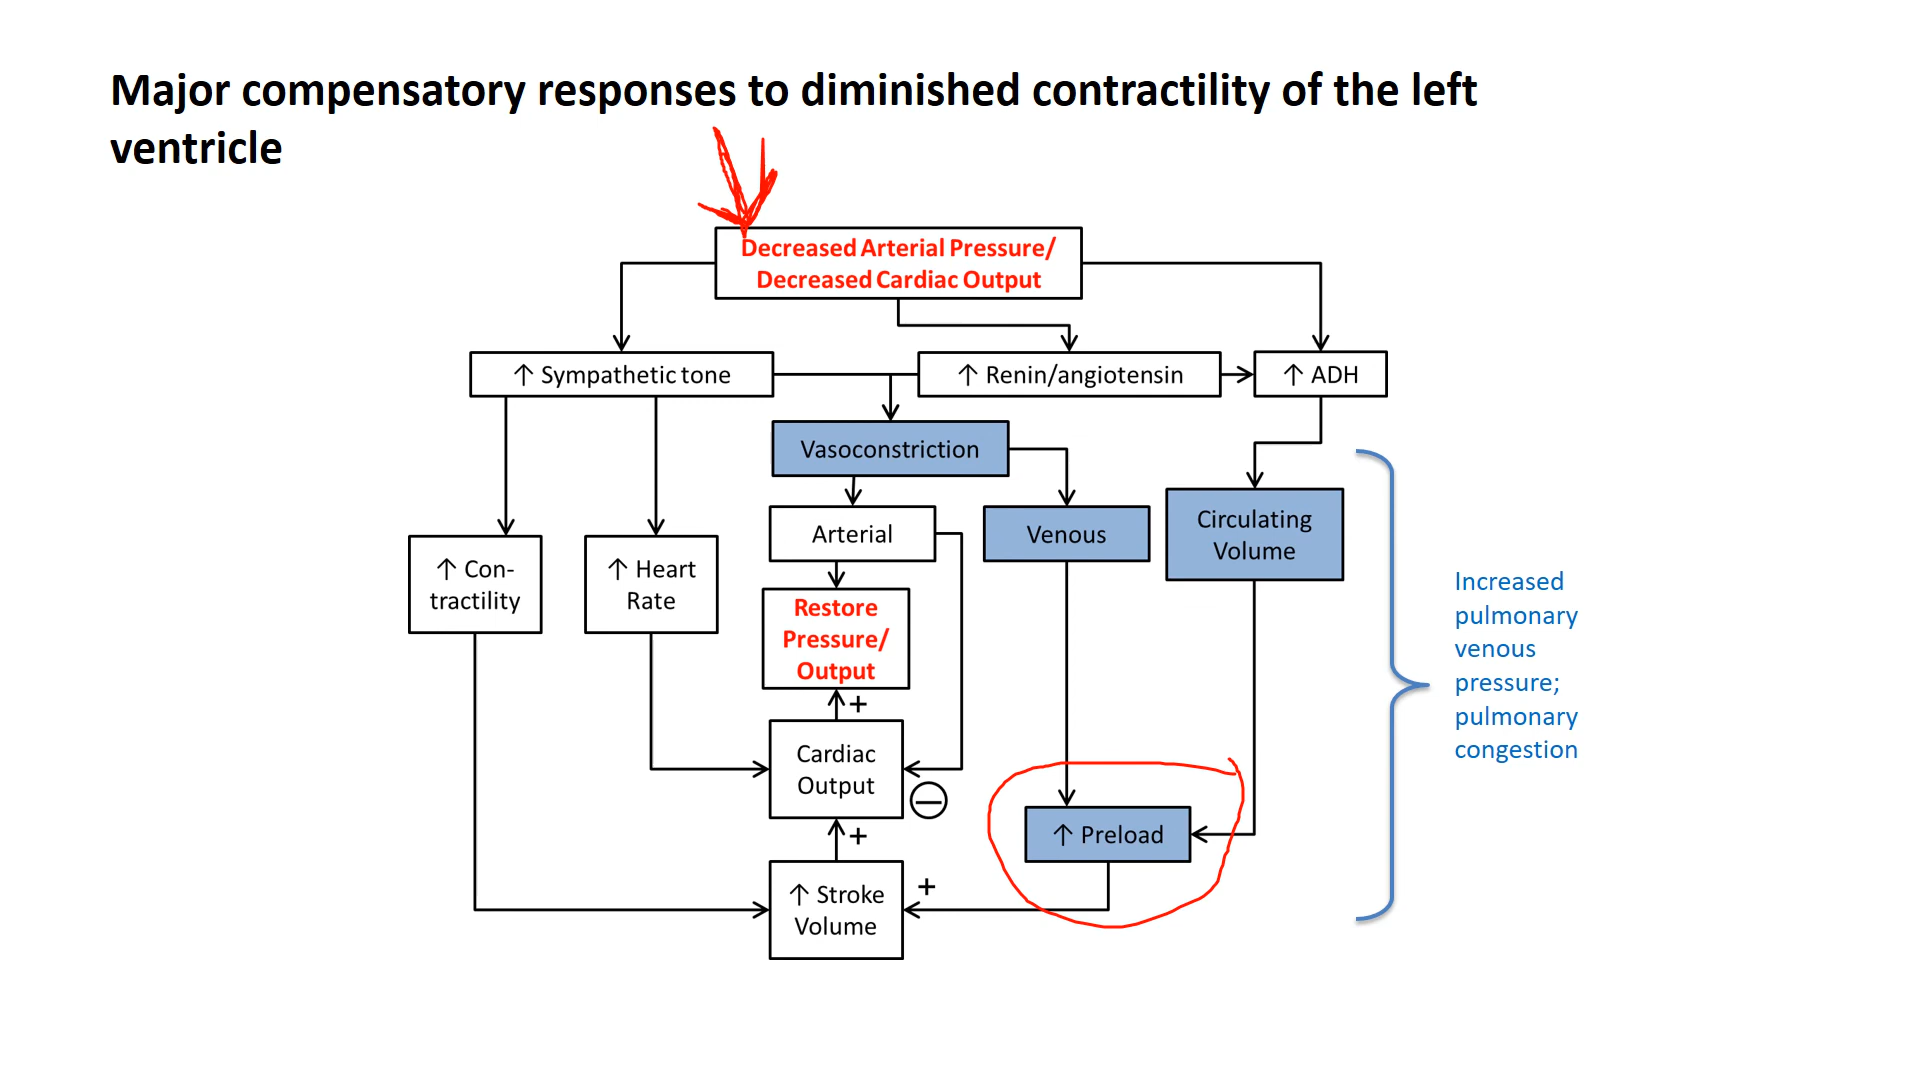 Major compensatory responses to diminished contractility of the left
ventricle
Decreased Arterial Pressure/
Decreased Cardiac Output
↑ Sympathetic tone
↑ Renin/angiotensin
↑ ADH
Vasoconstriction
Arterial
Venous
Circulating
Volume
↑ Con-
tractility
↑ Heart
Rate
Restore
Pressure/
Output
+
Cardiac
Output
−
+
↑ Preload
↑ Stroke
Volume
+
Increased
pulmonary
venous
pressure;
pulmonary
congestion